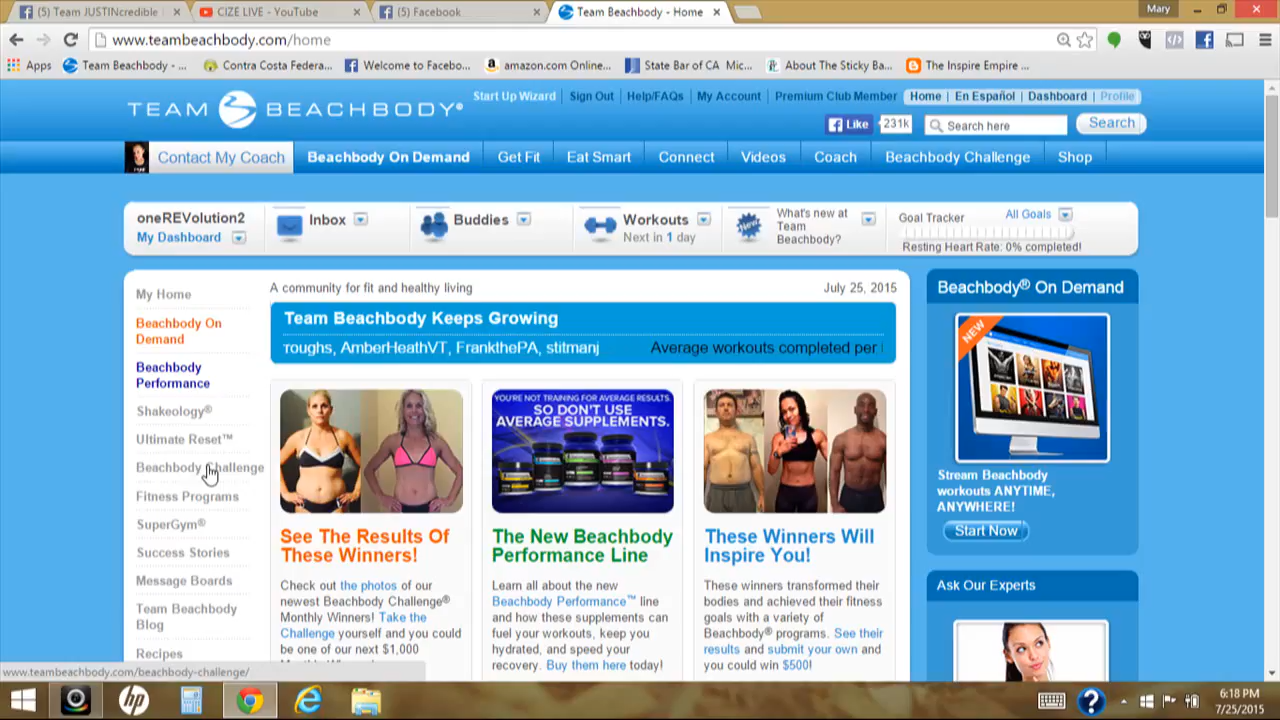 (5) Team JUSTINcredible
CIZE LIVE - YouTube
(5) Facebook
Team Beachbody - Home
Mary
www.teambeachbody.com/home
Apps
Team Beachbody - ...
Contra Costa Federa...
Welcome to Facebo...
amazon.com Online...
State Bar of CA Mic...
About The Sticky Ba...
The Inspire Empire ...
TEAM BEACHBODY®
Start Up Wizard
Sign Out
Help/FAQs
My Account
Premium Club Member
Home
En Español
Dashboard
Profile
Like
231k
Search here
Search
Contact My Coach
Beachbody On Demand
Get Fit
Eat Smart
Connect
Videos
Coach
Beachbody Challenge
Shop
oneREVolution2
My Dashboard
Inbox
Buddies
Workouts
Next in 1 day
New
What's new at
Team
Beachbody?
Goal Tracker
All Goals
Resting Heart Rate: 0% completed!
My Home
Beachbody On
Demand
Beachbody
Performance
Shakeology®
Ultimate Reset™
Beachbody Challenge
Fitness Programs
SuperGym®
Success Stories
Message Boards
Team Beachbody
Blog
Recipes
A community for fit and healthy living
July 25, 2015
Team Beachbody Keeps Growing
roughs, AmberHeathVT, FrankthePA, stitmanj
Average workouts completed per
YOU'RE NOT TRAINING FOR AVERAGE RESULTS.
SO DON'T USE
AVERAGE SUPPLEMENTS.
See The Results Of
These Winners!
Check out the photos of our
newest Beachbody Challenge®
Monthly Winners! Take the
Challenge yourself and you could
be one of our next $1,000
The New Beachbody
Performance Line
Learn all about the new
Beachbody Performance™ line
and how these supplements can
fuel your workouts, keep you
hydrated, and speed your
recovery. Buy them here today!
These Winners Will
Inspire You!
These winners transformed their
bodies and achieved their fitness
goals with a variety of
Beachbody® programs. See their
results and submit your own and
you could win $500!
Beachbody® On Demand
NEW
Stream Beachbody
workouts ANYTIME,
ANYWHERE!
Start Now
Ask Our Experts
www.teambeachbody.com/beachbody-challenge/
6:18 PM
7/25/2015